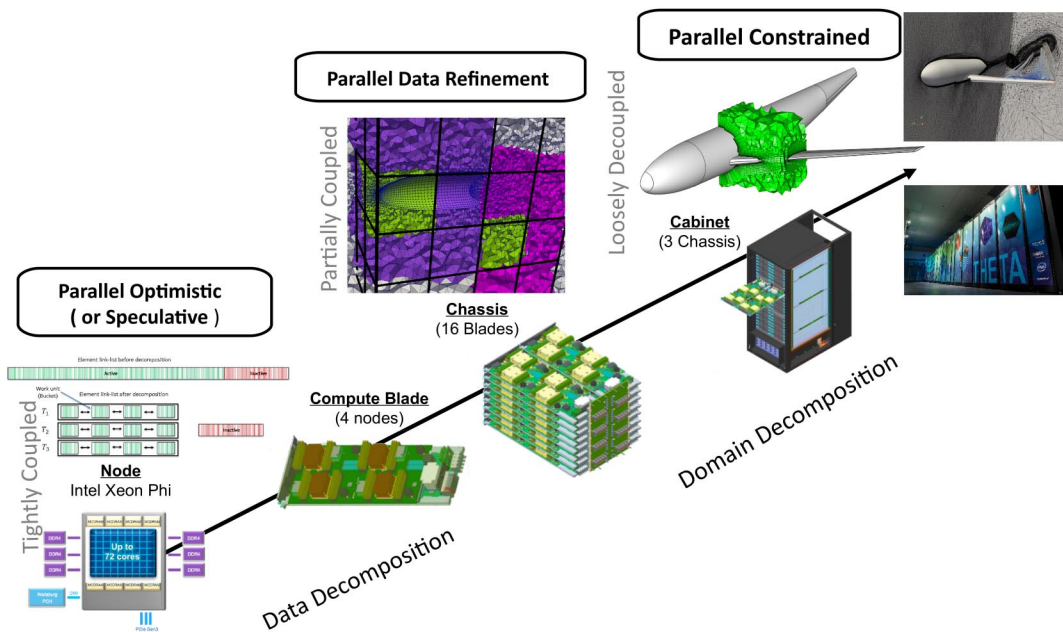 Parallel Constrained
Parallel Data Refinement
Loosely Decoupled
Partially Coupled
Cabinet
(3 Chassis)
THETA
Parallel Optimistic
( or Speculative )
Chassis
(16 Blades)
Element link-list before decomposition
Active
Inactive
Work unit
(Bucket)
Element link-list after decomposition
T1
T2
T3
Inactive
Compute Blade
(4 nodes)
Domain Decomposition
Tightly Coupled
Node
Intel Xeon Phi
Up to
72 cores
DDR4
DDR4
DDR4
DDR4
DDR4
DDR4
PCIe Gen3
Data Decomposition